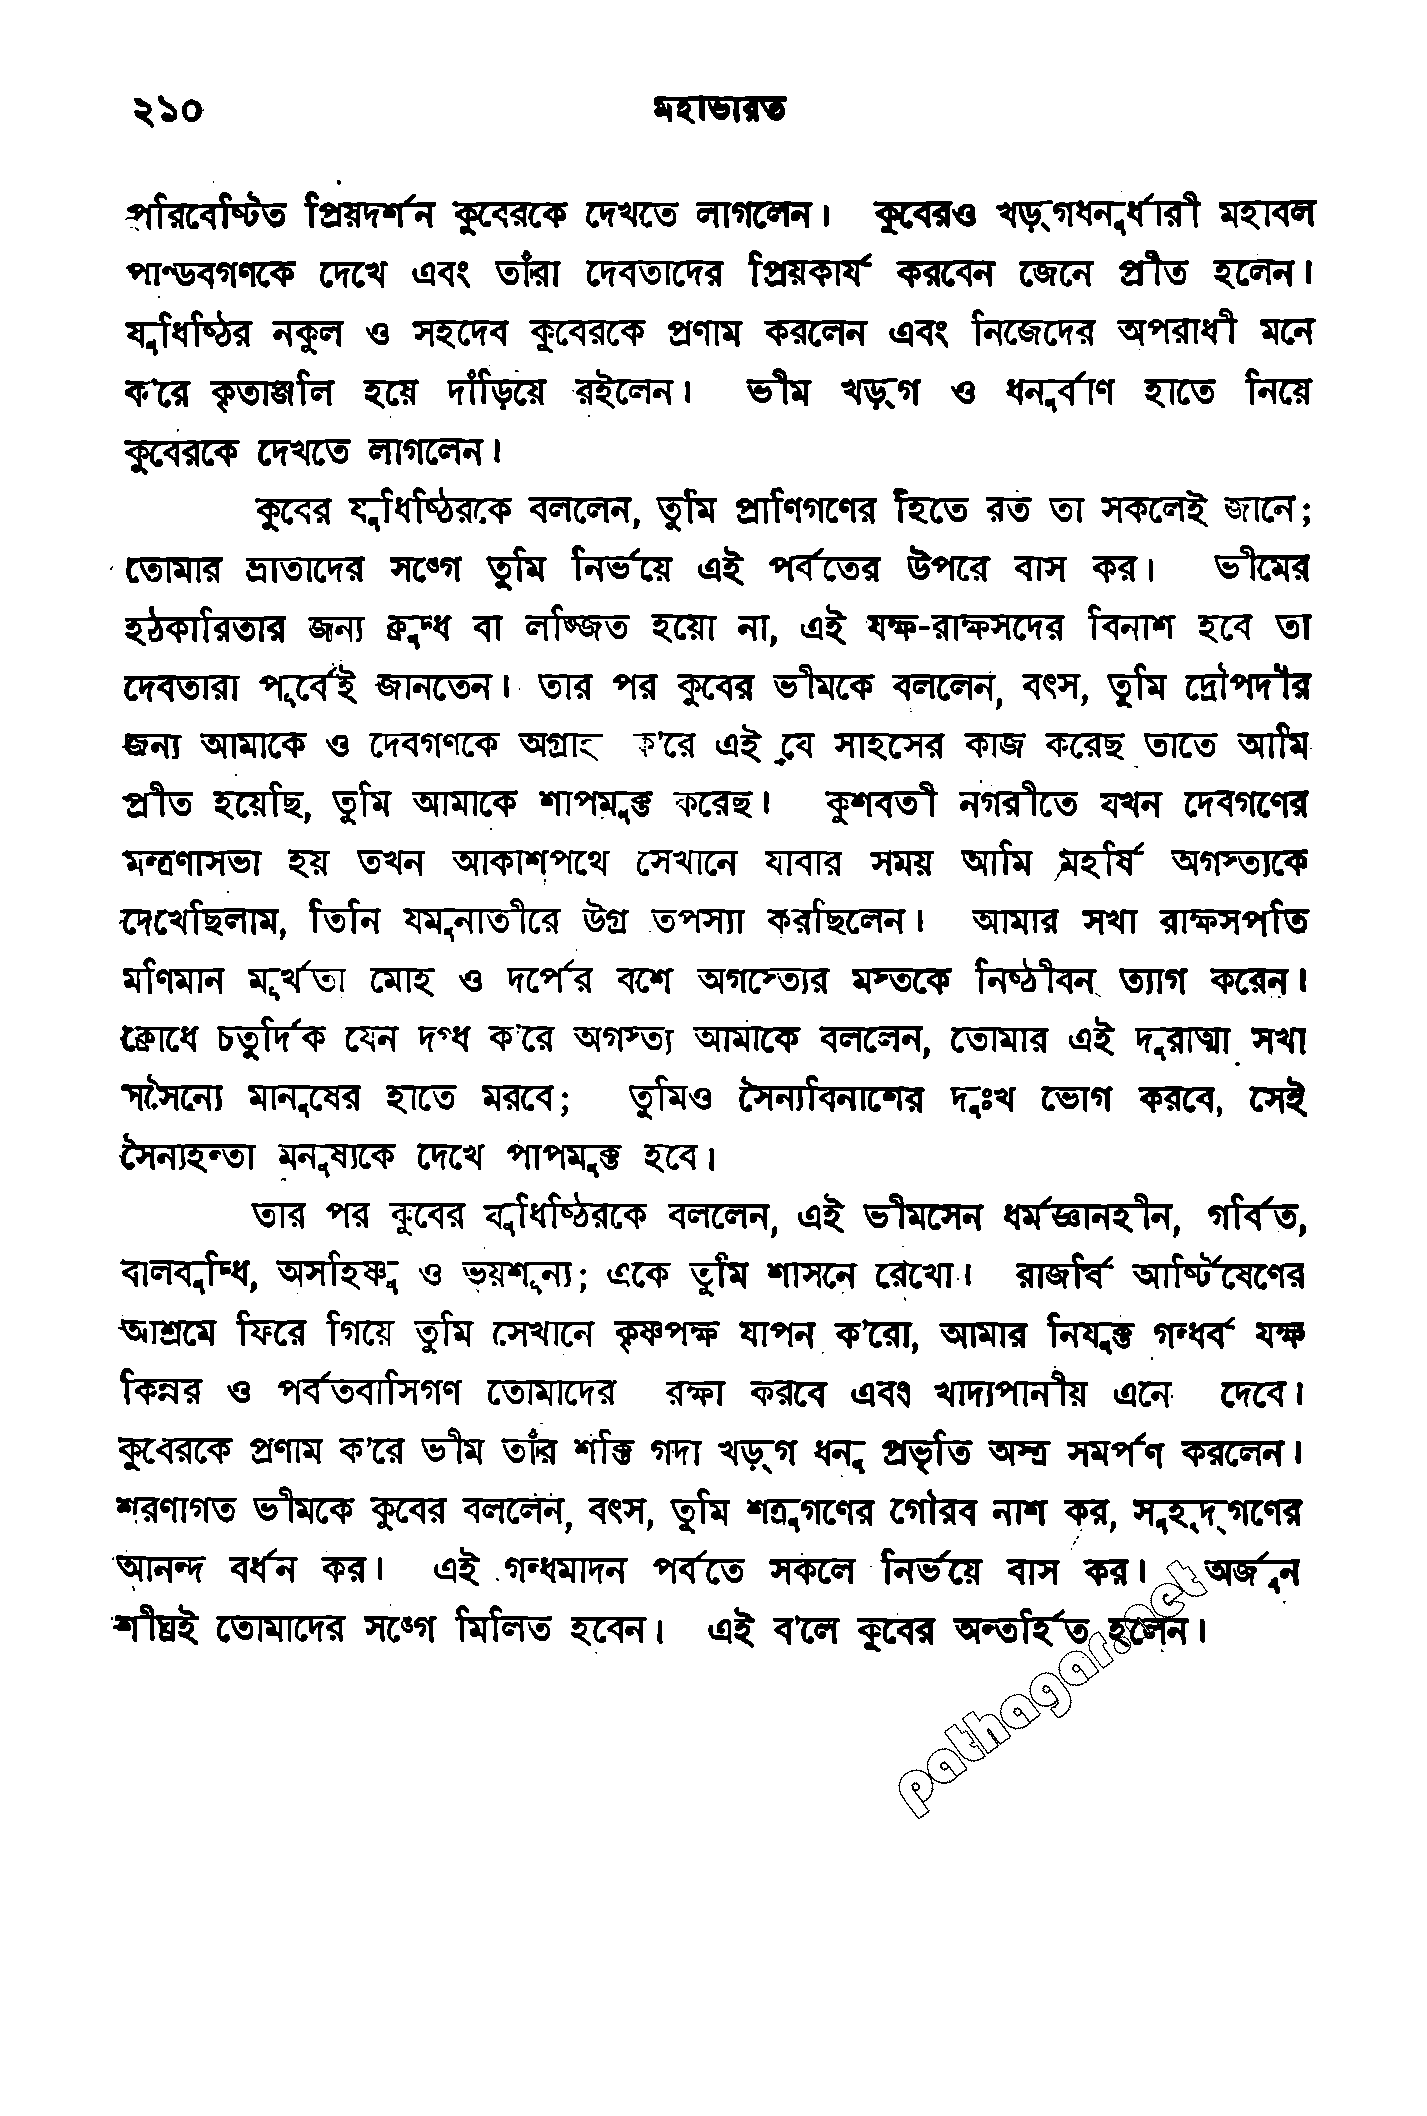 ২১০ মহাভারত
পরিবেষ্টিত প্রিয়দর্শন কুবেরকে দেখতে লাগলেন। কুবেরও খড়্‌গধনুর্ধারী মহাবল
পাণ্ডবগণকে দেখে এবং তাঁরা দেবতাদের প্রিয়কার্য করবেন জেনে প্রীত হলেন।
যুধিষ্ঠির নকুল ও সহদেব কুবেরকে প্রণাম করলেন এবং নিজেদের অপরাধী মনে
ক'রে কৃতাঞ্জলি হয়ে দাঁড়িয়ে রইলেন। ভীম খড়্‌গ ও ধনুর্বাণ হাতে নিয়ে
কুবেরকে দেখতে লাগলেন।
কুবের যুধিষ্ঠিরকে বললেন, তুমি প্রাণিগণের হিতে রত তা সকলেই জানে;
তোমার ভ্রাতাদের সঙ্গে তুমি নির্ভয়ে এই পর্বতের উপরে বাস কর। ভীমের
হঠকারিতার জন্য ক্রুদ্ধ বা লজ্জিত হয়ো না, এই যক্ষ-রাক্ষসদের বিনাশ হবে তা
দেবতারা পূর্বেই জানতেন। তার পর কুবের ভীমকে বললেন, বৎস, তুমি দ্রৌপদীর
জন্য আমাকে ও দেবগণকে অগ্রাহ্য ক'রে এই যে সাহসের কাজ করেছ তাতে আমি
প্রীত হয়েছি, তুমি আমাকে শাপমুক্ত করেছ। কুশবতী নগরীতে যখন দেবগণের
মন্ত্রণাসভা হয় তখন আকাশপথে সেখানে যাবার সময় আমি মহর্ষি অগস্ত্যকে
দেখেছিলাম, তিনি যমুনাতীরে উগ্র তপস্যা করছিলেন। আমার সখা রাক্ষসপতি
মণিমান মূর্খতা মোহ ও দর্পের বশে অগস্ত্যের মস্তকে নিষ্ঠীবন ত্যাগ করেন।
ক্রোধে চতুর্দিক যেন দগ্ধ ক'রে অগস্ত্য আমাকে বললেন, তোমার এই দুরাত্মা সখা
সসৈন্যে মানুষের হাতে মরবে; তুমিও সৈন্যবিনাশের দুঃখ ভোগ করবে, সেই
সৈন্যহন্তা মনুষ্যকে দেখে পাপমুক্ত হবে।
তার পর কুবের যুধিষ্ঠিরকে বললেন, এই ভীমসেন ধর্মজ্ঞানহীন, গর্বিত,
বালবুদ্ধি, অসহিষ্ণু ও ভয়শূন্য; একে তুমি শাসনে রেখো। রাজর্ষি আর্ষ্টিষেণের
আশ্রমে ফিরে গিয়ে তুমি সেখানে কৃষ্ণপক্ষ যাপন ক'রো, আমার নিযুক্ত গন্ধর্ব যক্ষ
কিন্নর ও পর্বতবাসিগণ তোমাদের রক্ষা করবে এবং খাদ্যপানীয় এনে দেবে।
কুবেরকে প্রণাম ক'রে ভীম তাঁর শক্তি গদা খড়্‌গ ধনু প্রভৃতি অস্ত্র সমর্পণ করলেন।
শরণাগত ভীমকে কুবের বললেন, বৎস, তুমি শত্রুগণের গৌরব নাশ কর, সুহৃদ্‌গণের
আনন্দ বর্ধন কর। এই গন্ধমাদন পর্বতে সকলে নির্ভয়ে বাস কর। অর্জুন
শীঘ্রই তোমাদের সঙ্গে মিলিত হবেন। এই ব'লে কুবের অন্তর্হিত হলেন।
pathagar.net